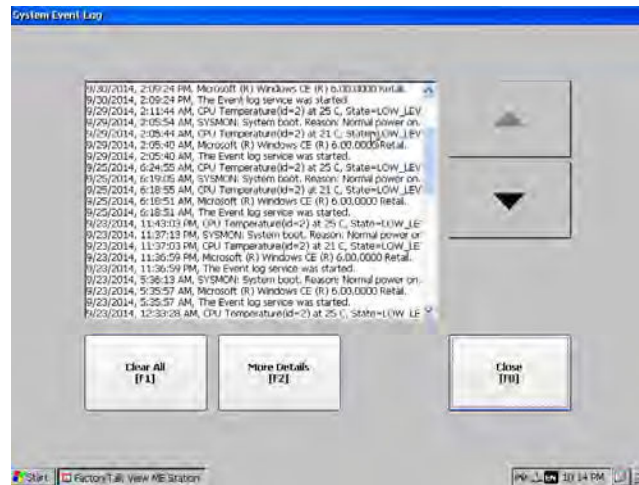 System Event Log
9/30/2014, 2:09:24 PM, Microsoft (R) Windows CE (R) 6.00.0000 Retail.
9/30/2014, 2:09:24 PM, The Event log service was started.
9/29/2014, 2:11:44 AM, CPU Temperature(id=2) at 25 C, State=LOW_LEV
9/29/2014, 2:05:54 AM, SYSMON: System boot. Reason: Normal power on.
9/29/2014, 2:05:44 AM, CPU Temperature(id=2) at 21 C, State=LOW_LEV
9/29/2014, 2:05:40 AM, Microsoft (R) Windows CE (R) 6.00.0000 Retail.
9/29/2014, 2:05:40 AM, The Event log service was started.
9/25/2014, 6:24:55 AM, CPU Temperature(id=2) at 25 C, State=LOW_LEV
9/25/2014, 6:19:05 AM, SYSMON: System boot. Reason: Normal power on.
9/25/2014, 6:18:55 AM, CPU Temperature(id=2) at 21 C, State=LOW_LEV
9/25/2014, 6:18:51 AM, Microsoft (R) Windows CE (R) 6.00.0000 Retail.
9/25/2014, 6:18:51 AM, The Event log service was started.
9/23/2014, 11:43:03 PM, CPU Temperature(id=2) at 25 C, State=LOW_LE
9/23/2014, 11:37:13 PM, SYSMON: System boot. Reason: Normal power or
9/23/2014, 11:37:03 PM, CPU Temperature(id=2) at 21 C, State=LOW_LE
9/23/2014, 11:36:59 PM, Microsoft (R) Windows CE (R) 6.00.0000 Retail.
9/23/2014, 11:36:59 PM, The Event log service was started.
9/23/2014, 5:36:13 AM, SYSMON: System boot. Reason: Normal power on.
9/23/2014, 5:35:57 AM, Microsoft (R) Windows CE (R) 6.00.0000 Retail.
9/23/2014, 5:35:57 AM, The Event log service was started.
9/23/2014, 12:33:28 AM, CPU Temperature(id=2) at 25 C, State=LOW_LE
Clear All
[F1]
More Details
[F2]
Close
[F8]
Start
FactoryTalk View ME Station
EN
10:14 PM